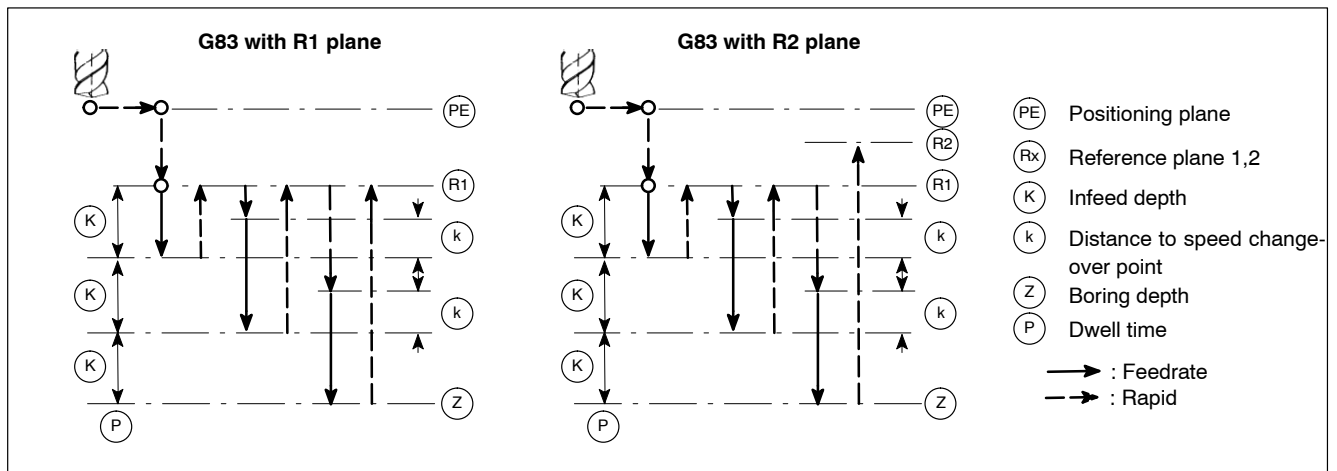 G83 with R1 plane
PE
R1
K
k
K
k
K
Z
P
G83 with R2 plane
PE
R2
R1
K
k
K
k
K
Z
P
PE Positioning plane
Rx Reference plane 1,2
K Infeed depth
k Distance to speed change-
over point
Z Boring depth
P Dwell time
: Feedrate
: Rapid